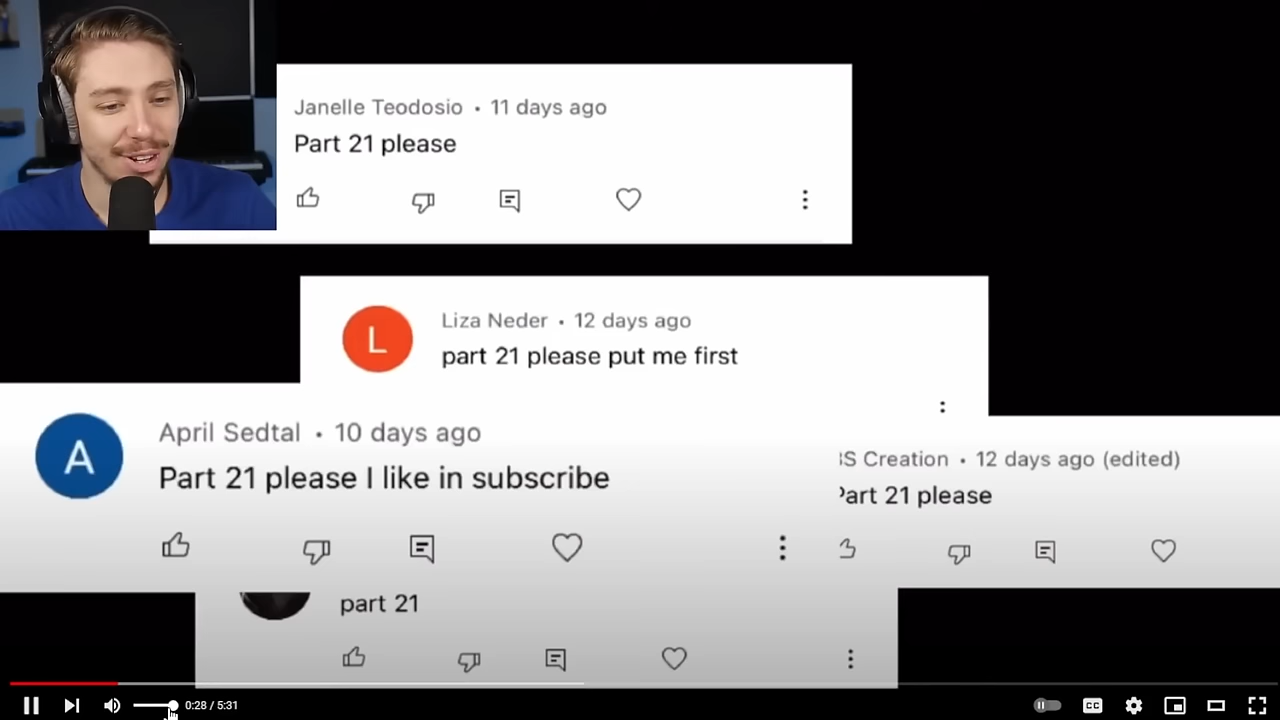 Janelle Teodosio • 11 days ago
Part 21 please
L
Liza Neder • 12 days ago
part 21 please put me first
A
April Sedtal • 10 days ago
Part 21 please I like in subscribe
S Creation • 12 days ago (edited)
Part 21 please
part 21
0:28 / 5:31
CC